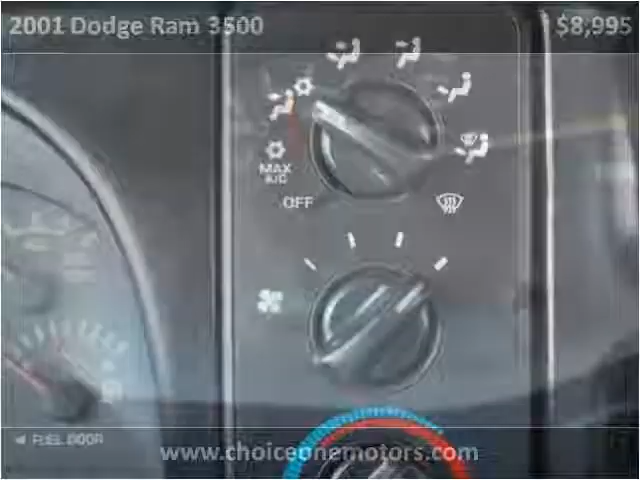 2001 Dodge Ram 3500
$8,995
MAX
A/C
OFF
FUEL DOOR
www.choiceonemotors.com